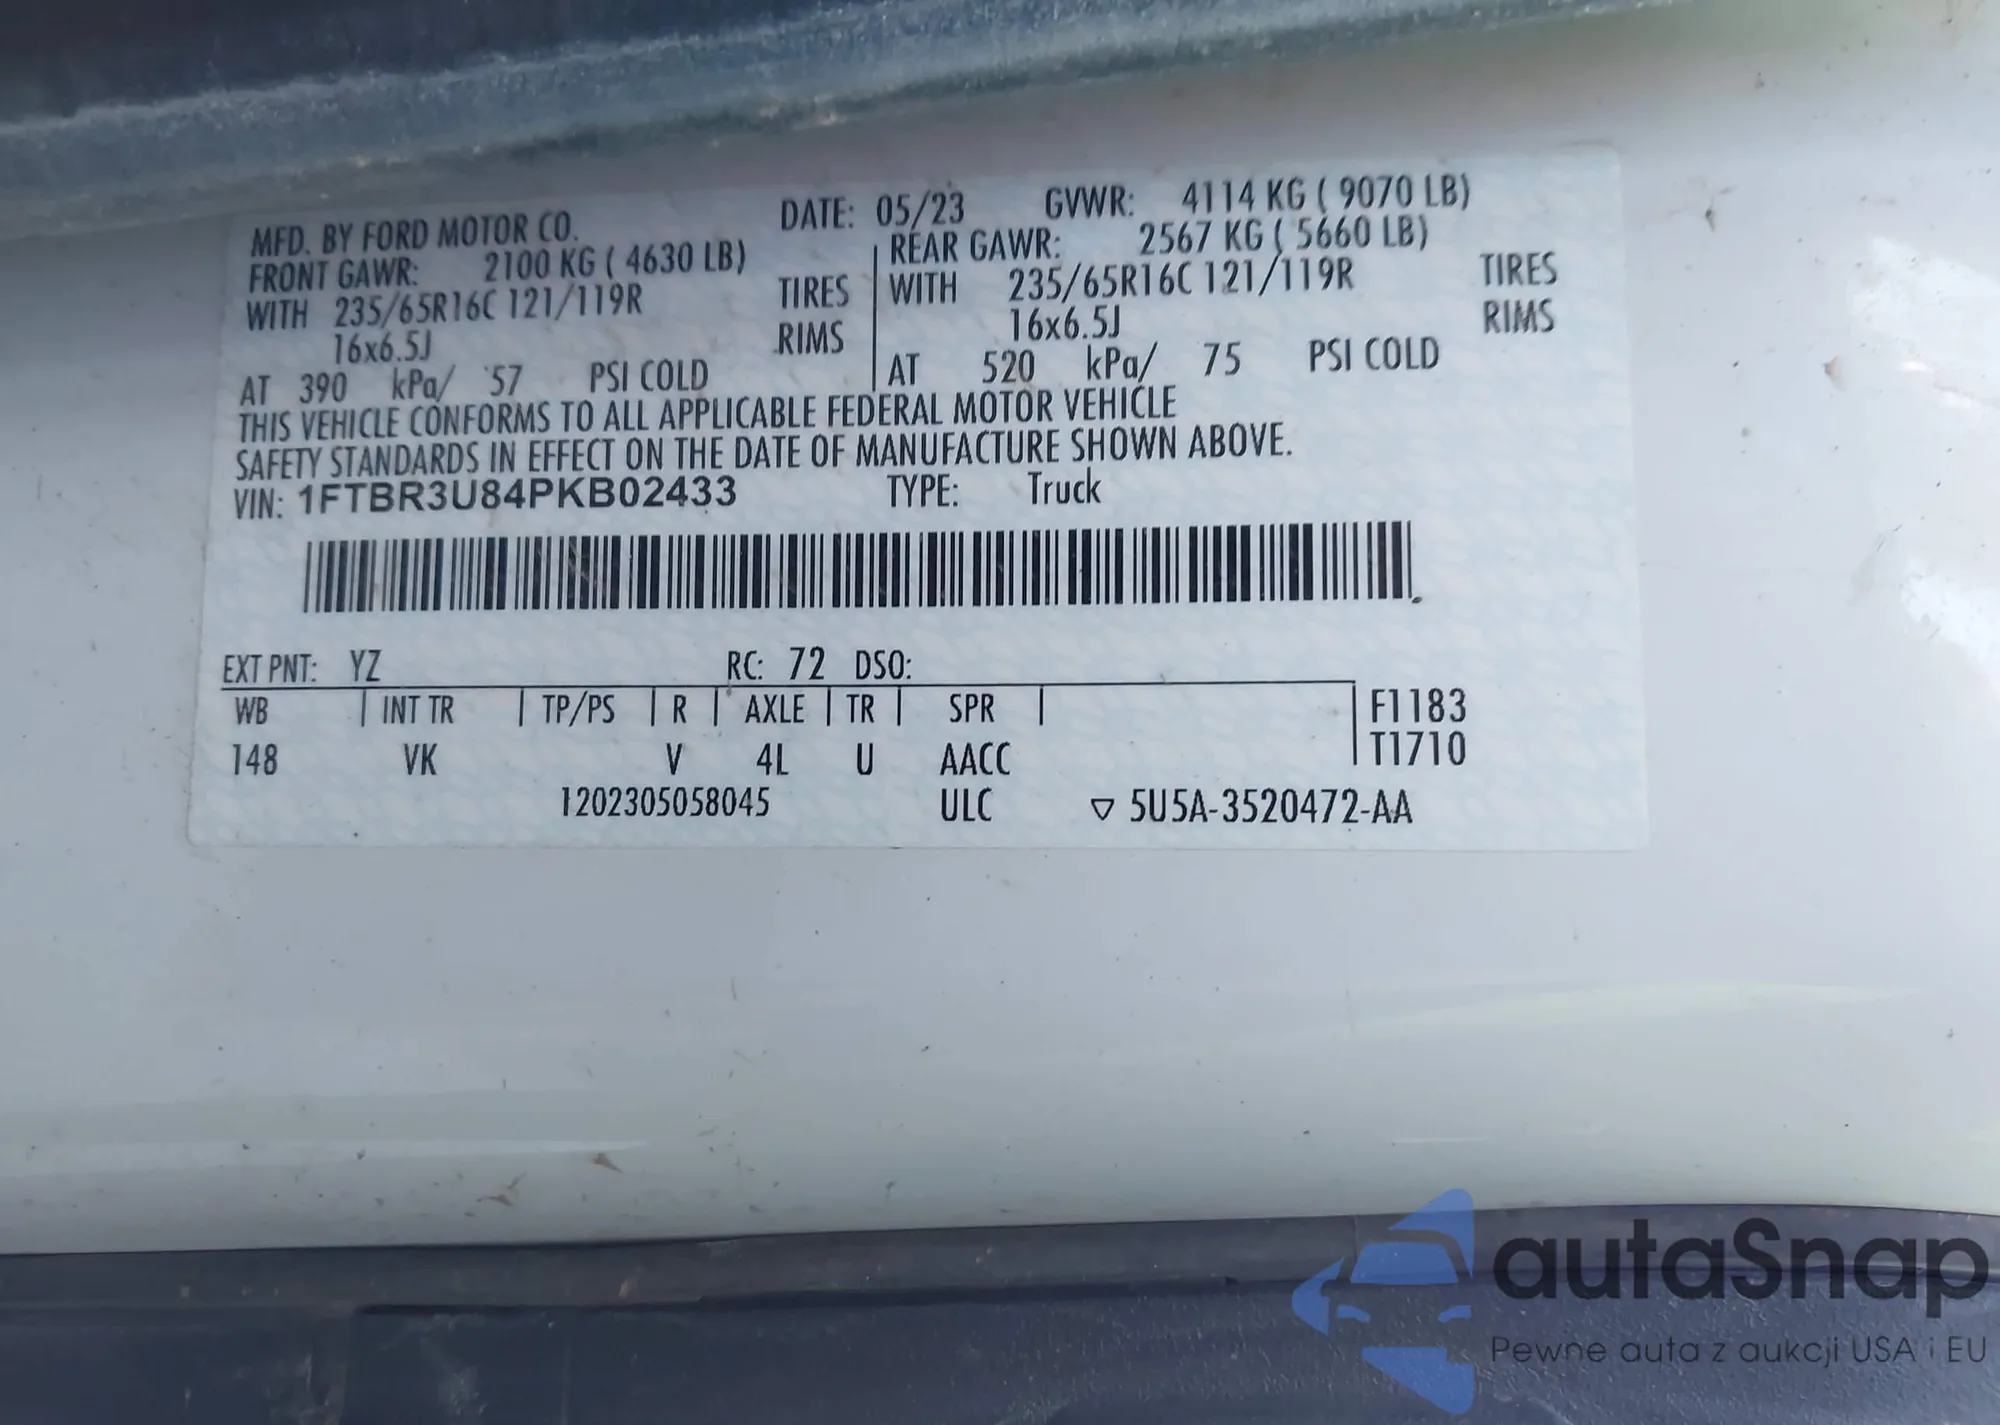 MFD. BY FORD MOTOR CO. DATE: 05/23 GVWR: 4114 KG ( 9070 LB)
FRONT GAWR: 2100 KG ( 4630 LB) REAR GAWR: 2567 KG ( 5660 LB)
WITH 235/65R16C 121/119R TIRES WITH 235/65R16C 121/119R TIRES
16x6.5J RIMS 16x6.5J RIMS
AT 390 kPa/ 57 PSI COLD AT 520 kPa/ 75 PSI COLD
THIS VEHICLE CONFORMS TO ALL APPLICABLE FEDERAL MOTOR VEHICLE
SAFETY STANDARDS IN EFFECT ON THE DATE OF MANUFACTURE SHOWN ABOVE.
VIN: 1FTBR3U84PKB02433 TYPE: Truck
EXT PNT: YZ RC: 72 DSO:
WB INT TR TP/PS R AXLE TR SPR F1183
148 VK V 4L U AACC T1710
1202305058045 ULC ▽ 5U5A-3520472-AA
autaSnap
Pewne auta z aukcji USA i EU